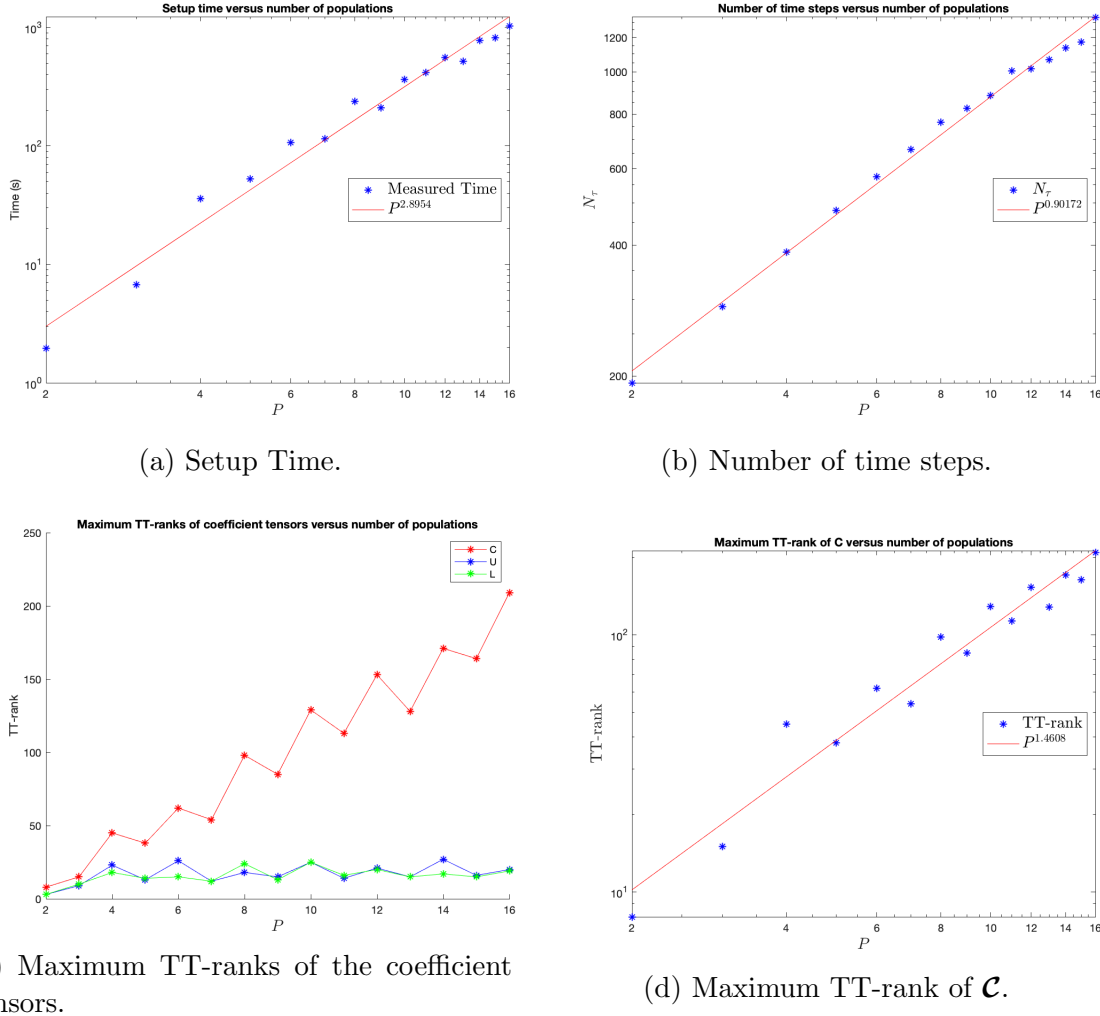 Setup time versus number of populations
Time (s)
10^3
10^2
10^1
10^0
2
4
6
8
10
12
14
16
P
Measured Time
P^2.8954
(a) Setup Time.
Number of time steps versus number of populations
N_τ
1200
1000
800
600
400
200
2
4
6
8
10
12
14
16
P
N_τ
P^0.90172
(b) Number of time steps.
Maximum TT-ranks of coefficient tensors versus number of populations
TT-rank
250
200
150
100
50
0
2
4
6
8
10
12
14
16
P
C
U
L
) Maximum TT-ranks of the coefficient
nsors.
Maximum TT-rank of C versus number of populations
TT-rank
10^2
10^1
2
4
6
8
10
12
14
16
P
TT-rank
P^1.4608
(d) Maximum TT-rank of 𝓒.